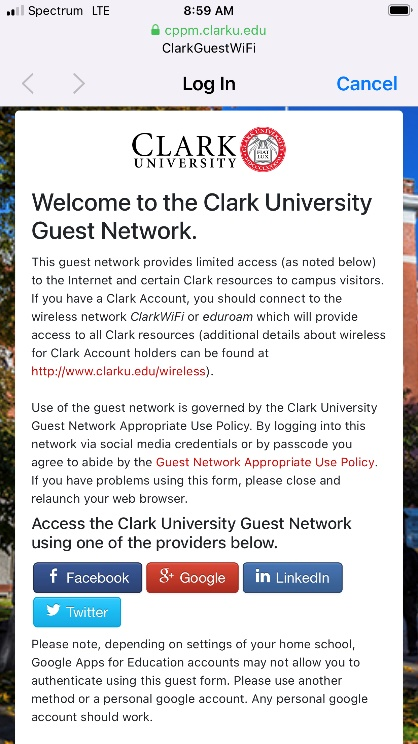 Spectrum LTE 8:59 AM
cppm.clarku.edu
ClarkGuestWiFi
Log In Cancel
CLARK
UNIVERSITY
Welcome to the Clark University
Guest Network.
This guest network provides limited access (as noted below)
to the Internet and certain Clark resources to campus visitors.
If you have a Clark Account, you should connect to the
wireless network ClarkWiFi or eduroam which will provide
access to all Clark resources (additional details about wireless
for Clark Account holders can be found at
http://www.clarku.edu/wireless).
Use of the guest network is governed by the Clark University
Guest Network Appropriate Use Policy. By logging into this
network via social media credentials or by passcode you
agree to abide by the Guest Network Appropriate Use Policy.
If you have problems using this form, please close and
relaunch your web browser.
Access the Clark University Guest Network
using one of the providers below.
Facebook Google LinkedIn
Twitter
Please note, depending on settings of your home school,
Google Apps for Education accounts may not allow you to
authenticate using this guest form. Please use another
method or a personal google account. Any personal google
account should work.